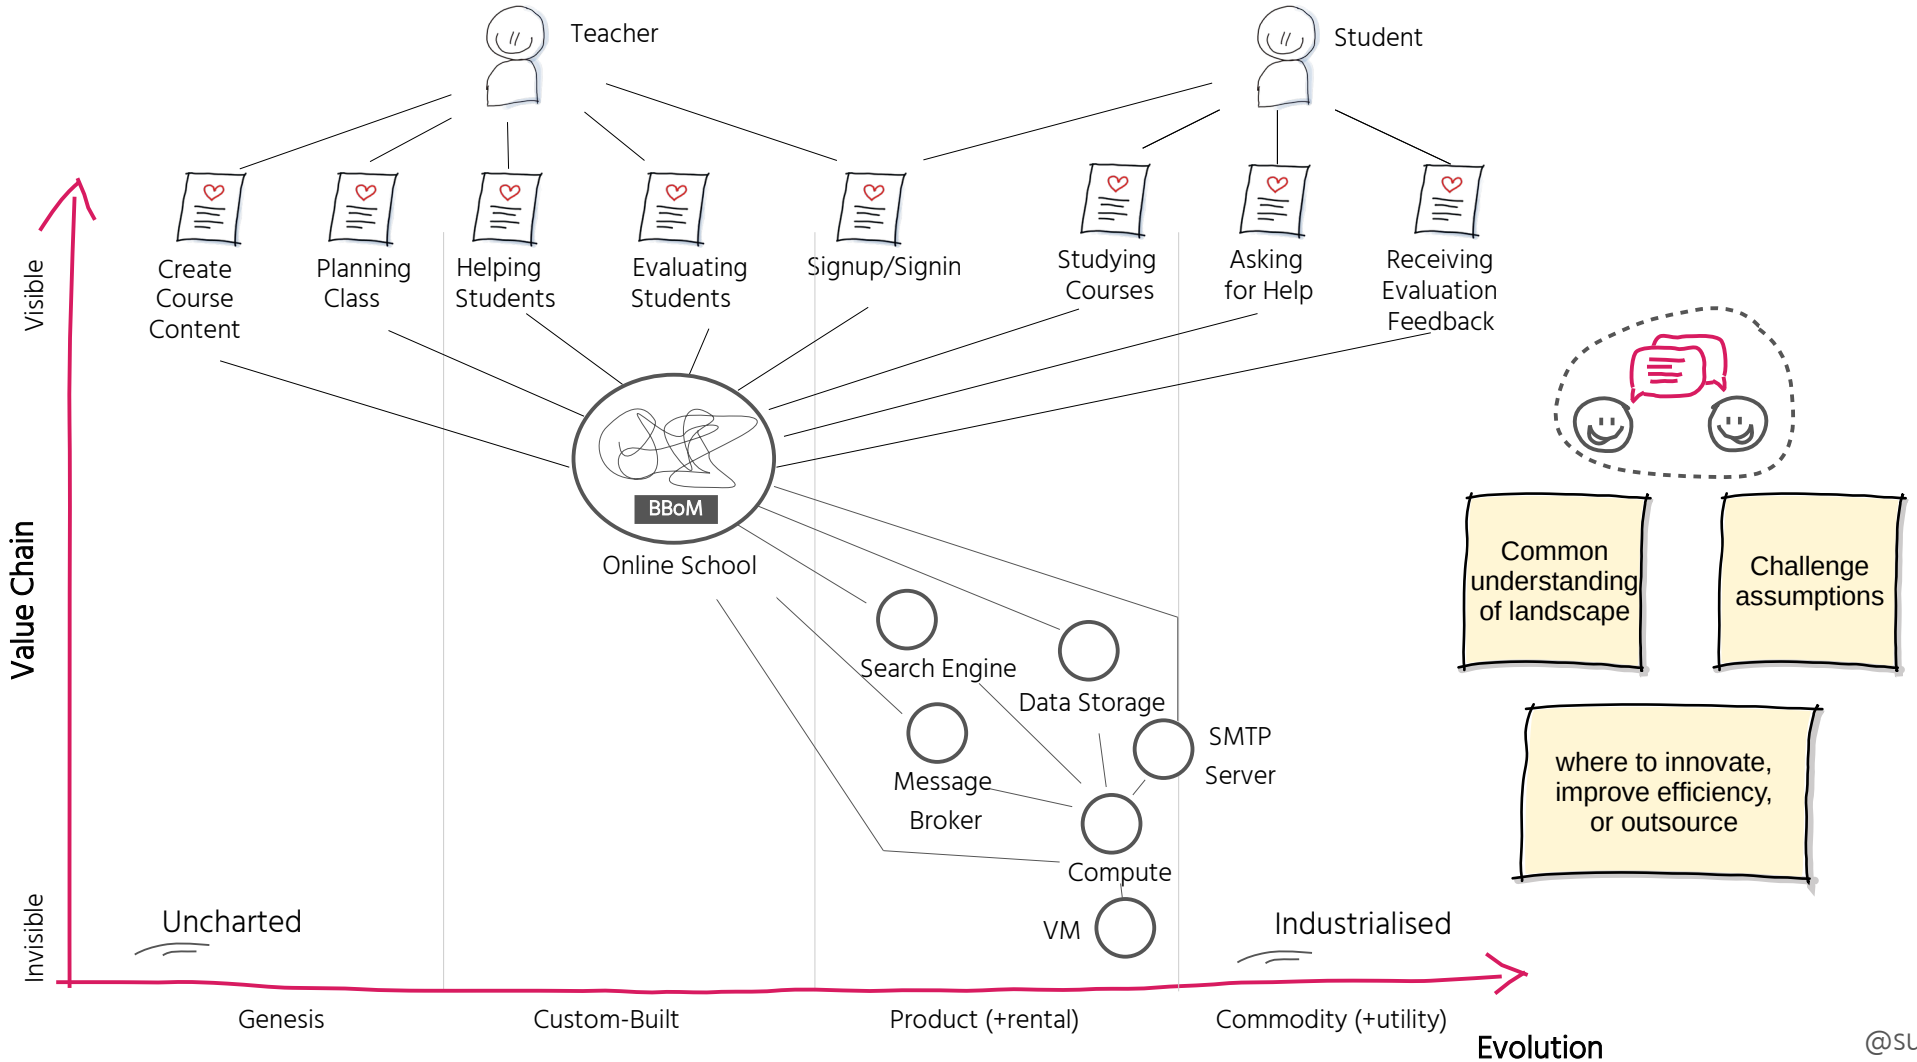 Teacher
Student
Create
Course
Content
Planning
Class
Helping
Students
Evaluating
Students
Signup/Signin
Studying
Courses
Asking
for Help
Receiving
Evaluation
Feedback
Visible
Value Chain
Invisible
BBoM
Online School
Search Engine
Data Storage
Message
Broker
SMTP
Server
Compute
VM
Common
understanding
of landscape
Challenge
assumptions
where to innovate,
improve efficiency,
or outsource
Uncharted
Industrialised
Genesis
Custom-Built
Product (+rental)
Commodity (+utility)
Evolution